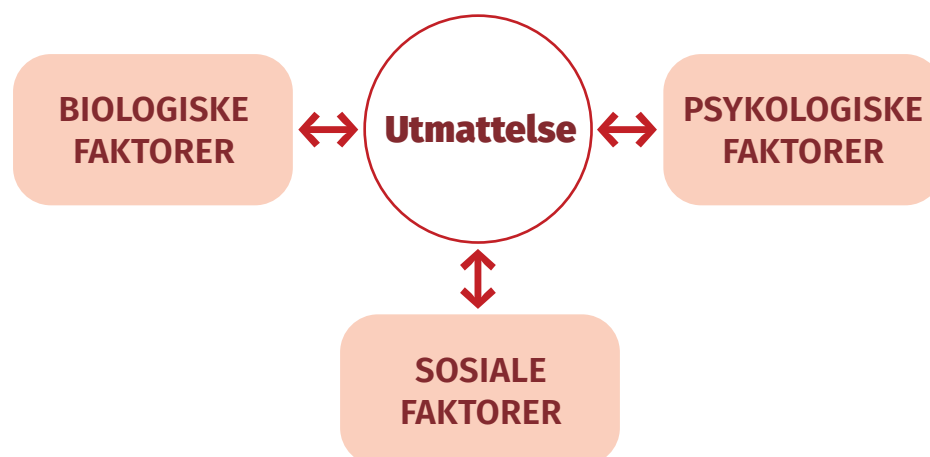 BIOLOGISKE
FAKTORER
Utmattelse
PSYKOLOGISKE
FAKTORER
SOSIALE
FAKTORER